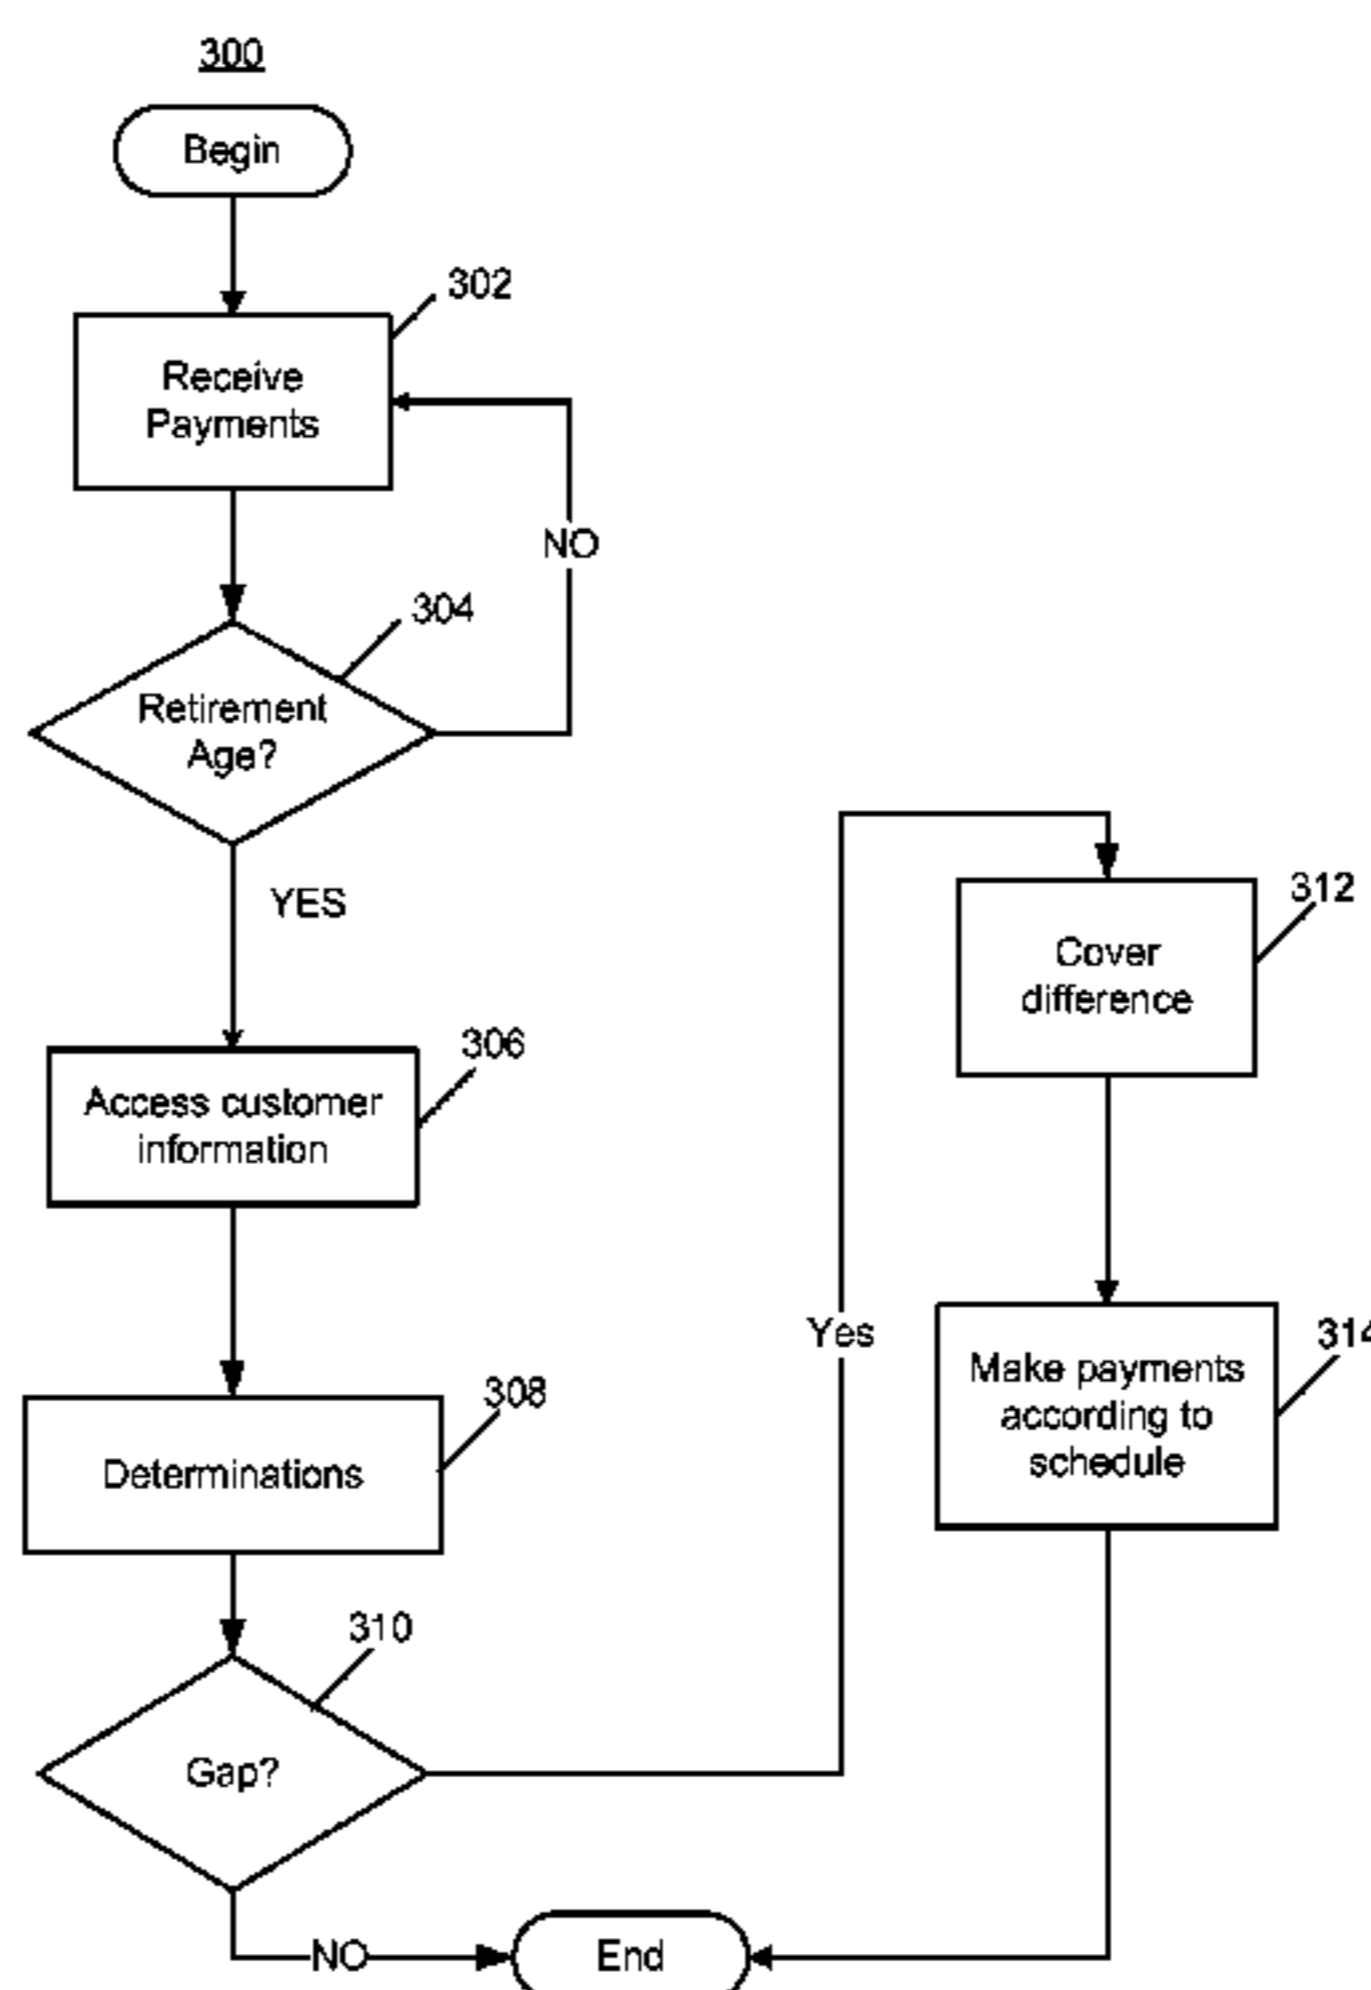 300
Begin
302
Receive
Payments
NO
304
Retirement
Age?
YES
306
Access customer
information
308
Determinations
310
Gap?
Yes
312
Cover
difference
314
Make payments
according to
schedule
NO
End